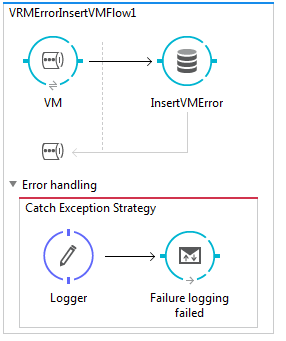 VRMErrorInsertVMFlow1
VM
InsertVMError
Error handling
Catch Exception Strategy
Logger
Failure logging
failed